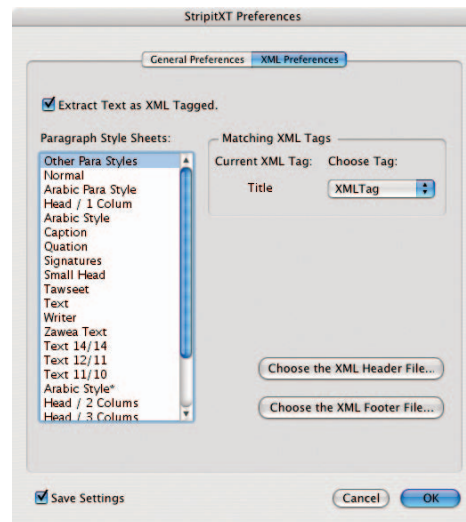 StripitXT Preferences
General Preferences XML Preferences
Extract Text as XML Tagged.
Paragraph Style Sheets:
Other Para Styles
Normal
Arabic Para Style
Head / 1 Colum
Arabic Style
Caption
Quation
Signatures
Small Head
Tawseet
Text
Writer
Zawea Text
Text 14/14
Text 12/11
Text 11/10
Arabic Style*
Head / 2 Colums
Head / 3 Colums
Matching XML Tags
Current XML Tag: Choose Tag:
Title XMLTag
Choose the XML Header File...
Choose the XML Footer File...
Save Settings
Cancel OK